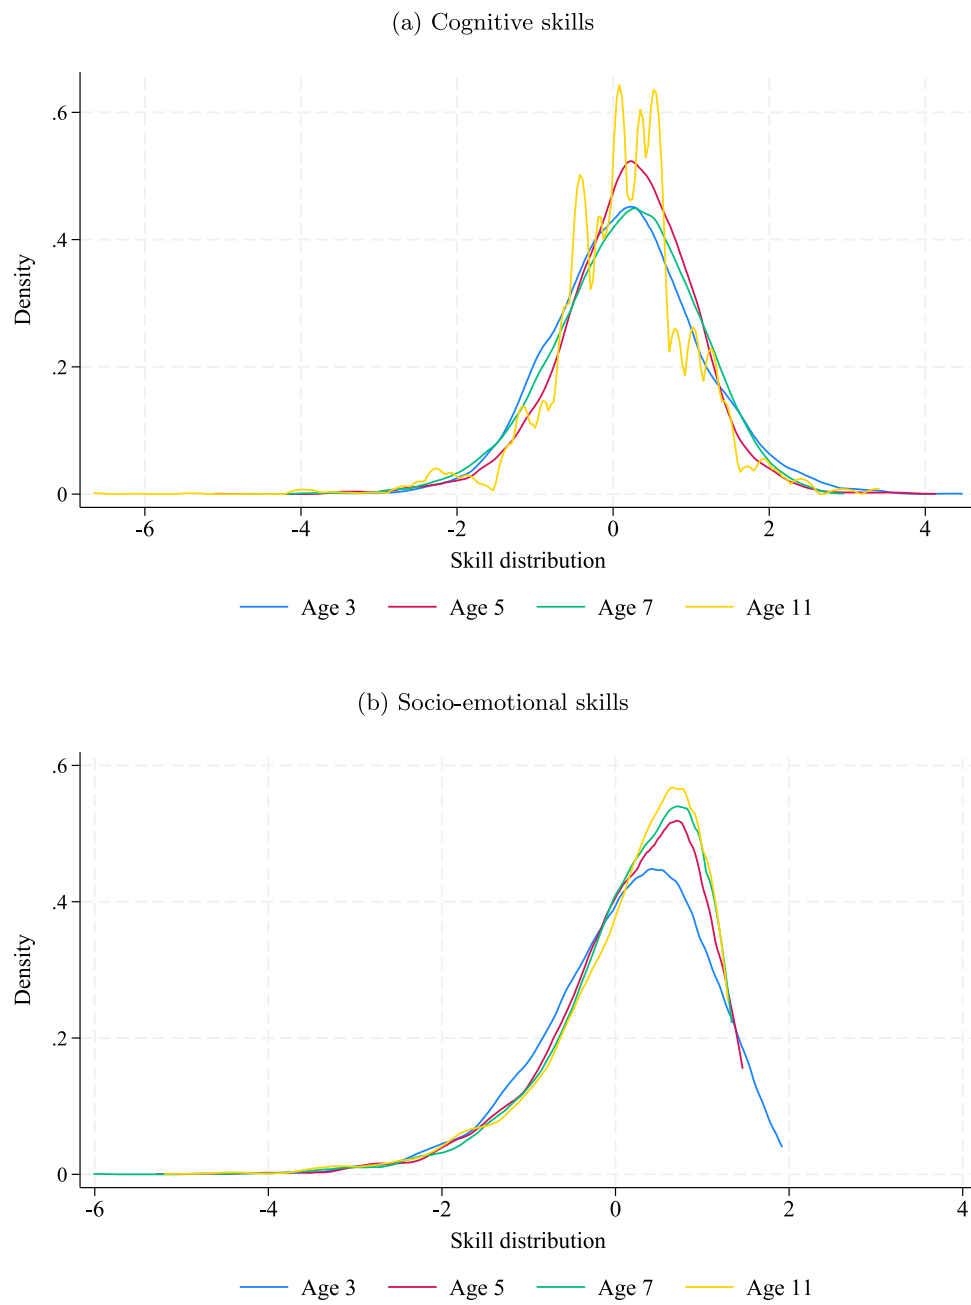 (a) Cognitive skills
.6
.4
.2
0
Density
-6 -4 -2 0 2 4
Skill distribution
Age 3 Age 5 Age 7 Age 11
(b) Socio-emotional skills
.6
.4
.2
0
Density
-6 -4 -2 0 2 4
Skill distribution
Age 3 Age 5 Age 7 Age 11